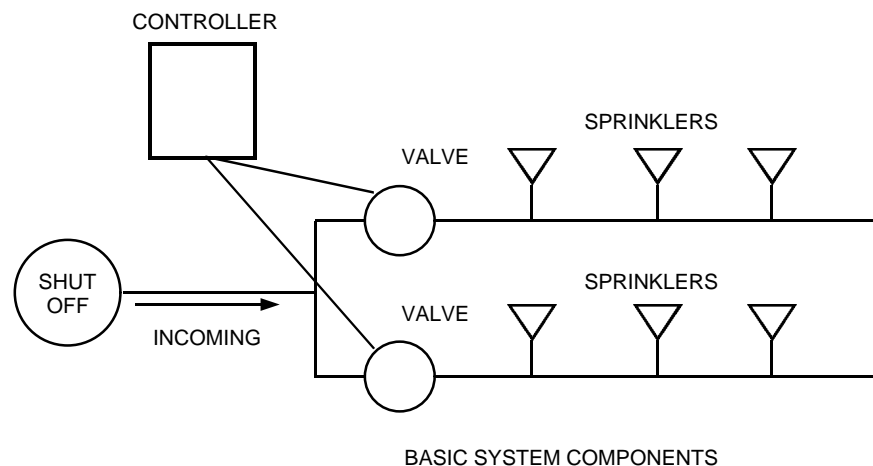 CONTROLLER
SPRINKLERS
VALVE
SHUT
OFF
INCOMING
SPRINKLERS
VALVE
BASIC SYSTEM COMPONENTS